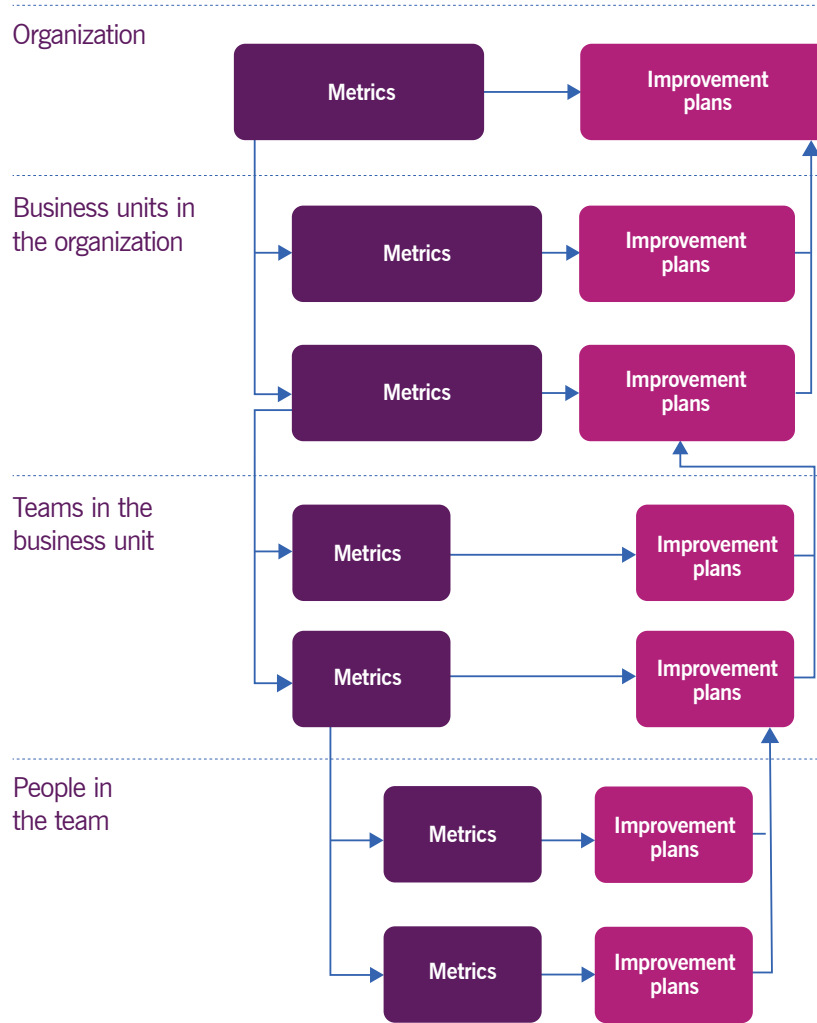 Organization
Metrics
Improvement
plans
Business units in
the organization
Metrics
Improvement
plans
Metrics
Improvement
plans
Teams in the
business unit
Metrics
Improvement
plans
Metrics
Improvement
plans
People in
the team
Metrics
Improvement
plans
Metrics
Improvement
plans